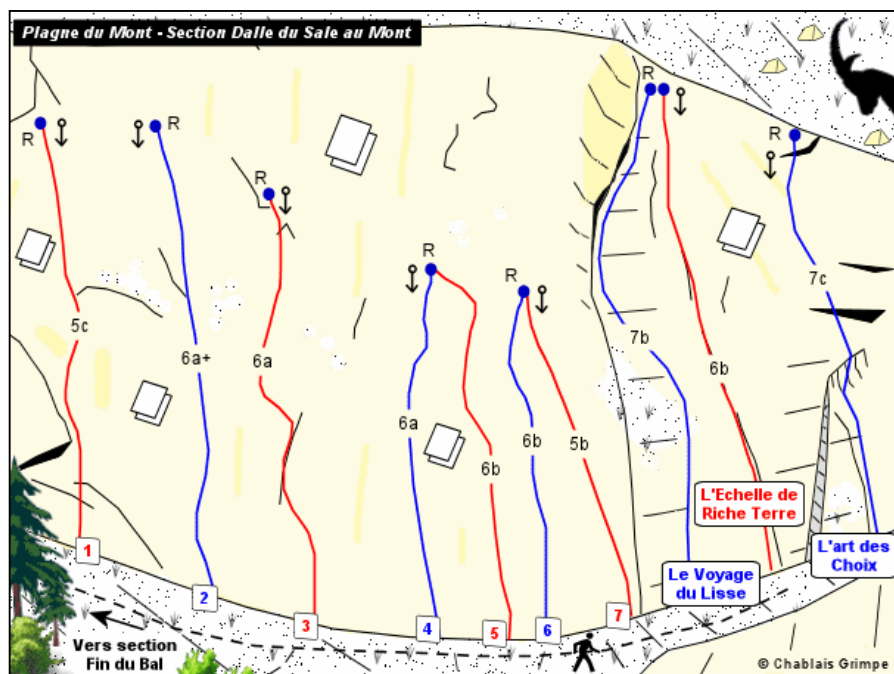 Plagne du Mont - Section Dalle du Sale au Mont
R
R
R
R
R
R
R
5c
6a+
6a
6a
6b
6b
5b
7b
6b
7c
L'Echelle de
Riche Terre
L'art des
Choix
Le Voyage
du Lisse
1
2
3
4
5
6
7
Vers section
Fin du Bal
© Chablais Grimpe